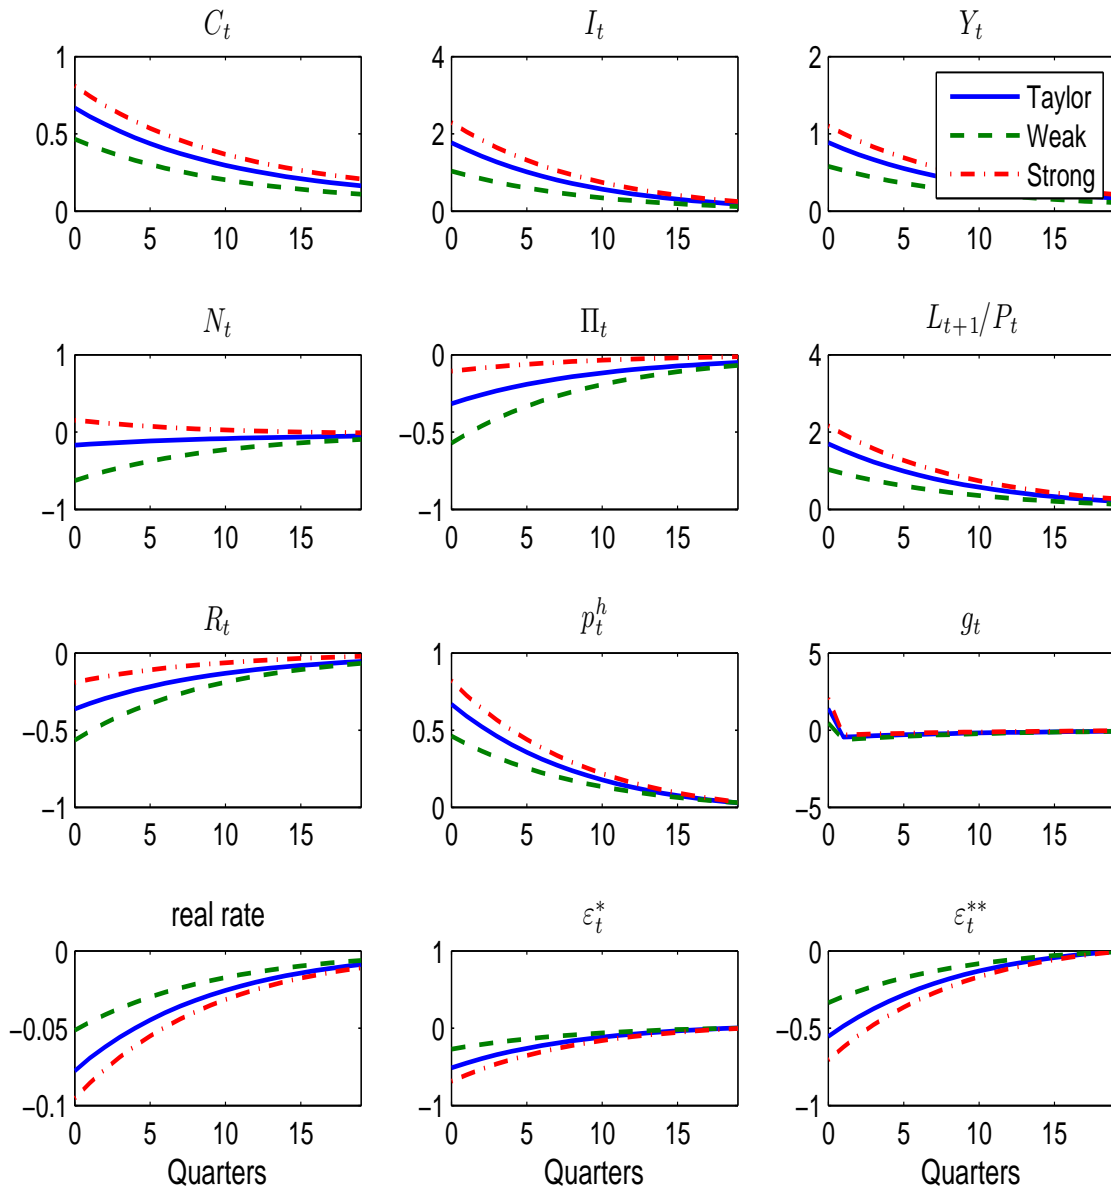 C_t I_t Y_t
1 4 2
Taylor
Weak
Strong
0.5 2 1
0 0 0
0 5 10 15 0 5 10 15 0 5 10 15
N_t Π_t L_{t+1}/P_t
1 0 4
0 −0.5 2
−1 −1 0
0 5 10 15 0 5 10 15 0 5 10 15
R_t p_t^h g_t
0 1 5
−0.5 0.5 0
−1 0 −5
0 5 10 15 0 5 10 15 0 5 10 15
real rate ε_t^* ε_t^{**}
0 1 0
−0.05 0 −0.5
−0.1 −1 −1
0 5 10 15 0 5 10 15 0 5 10 15
Quarters Quarters Quarters